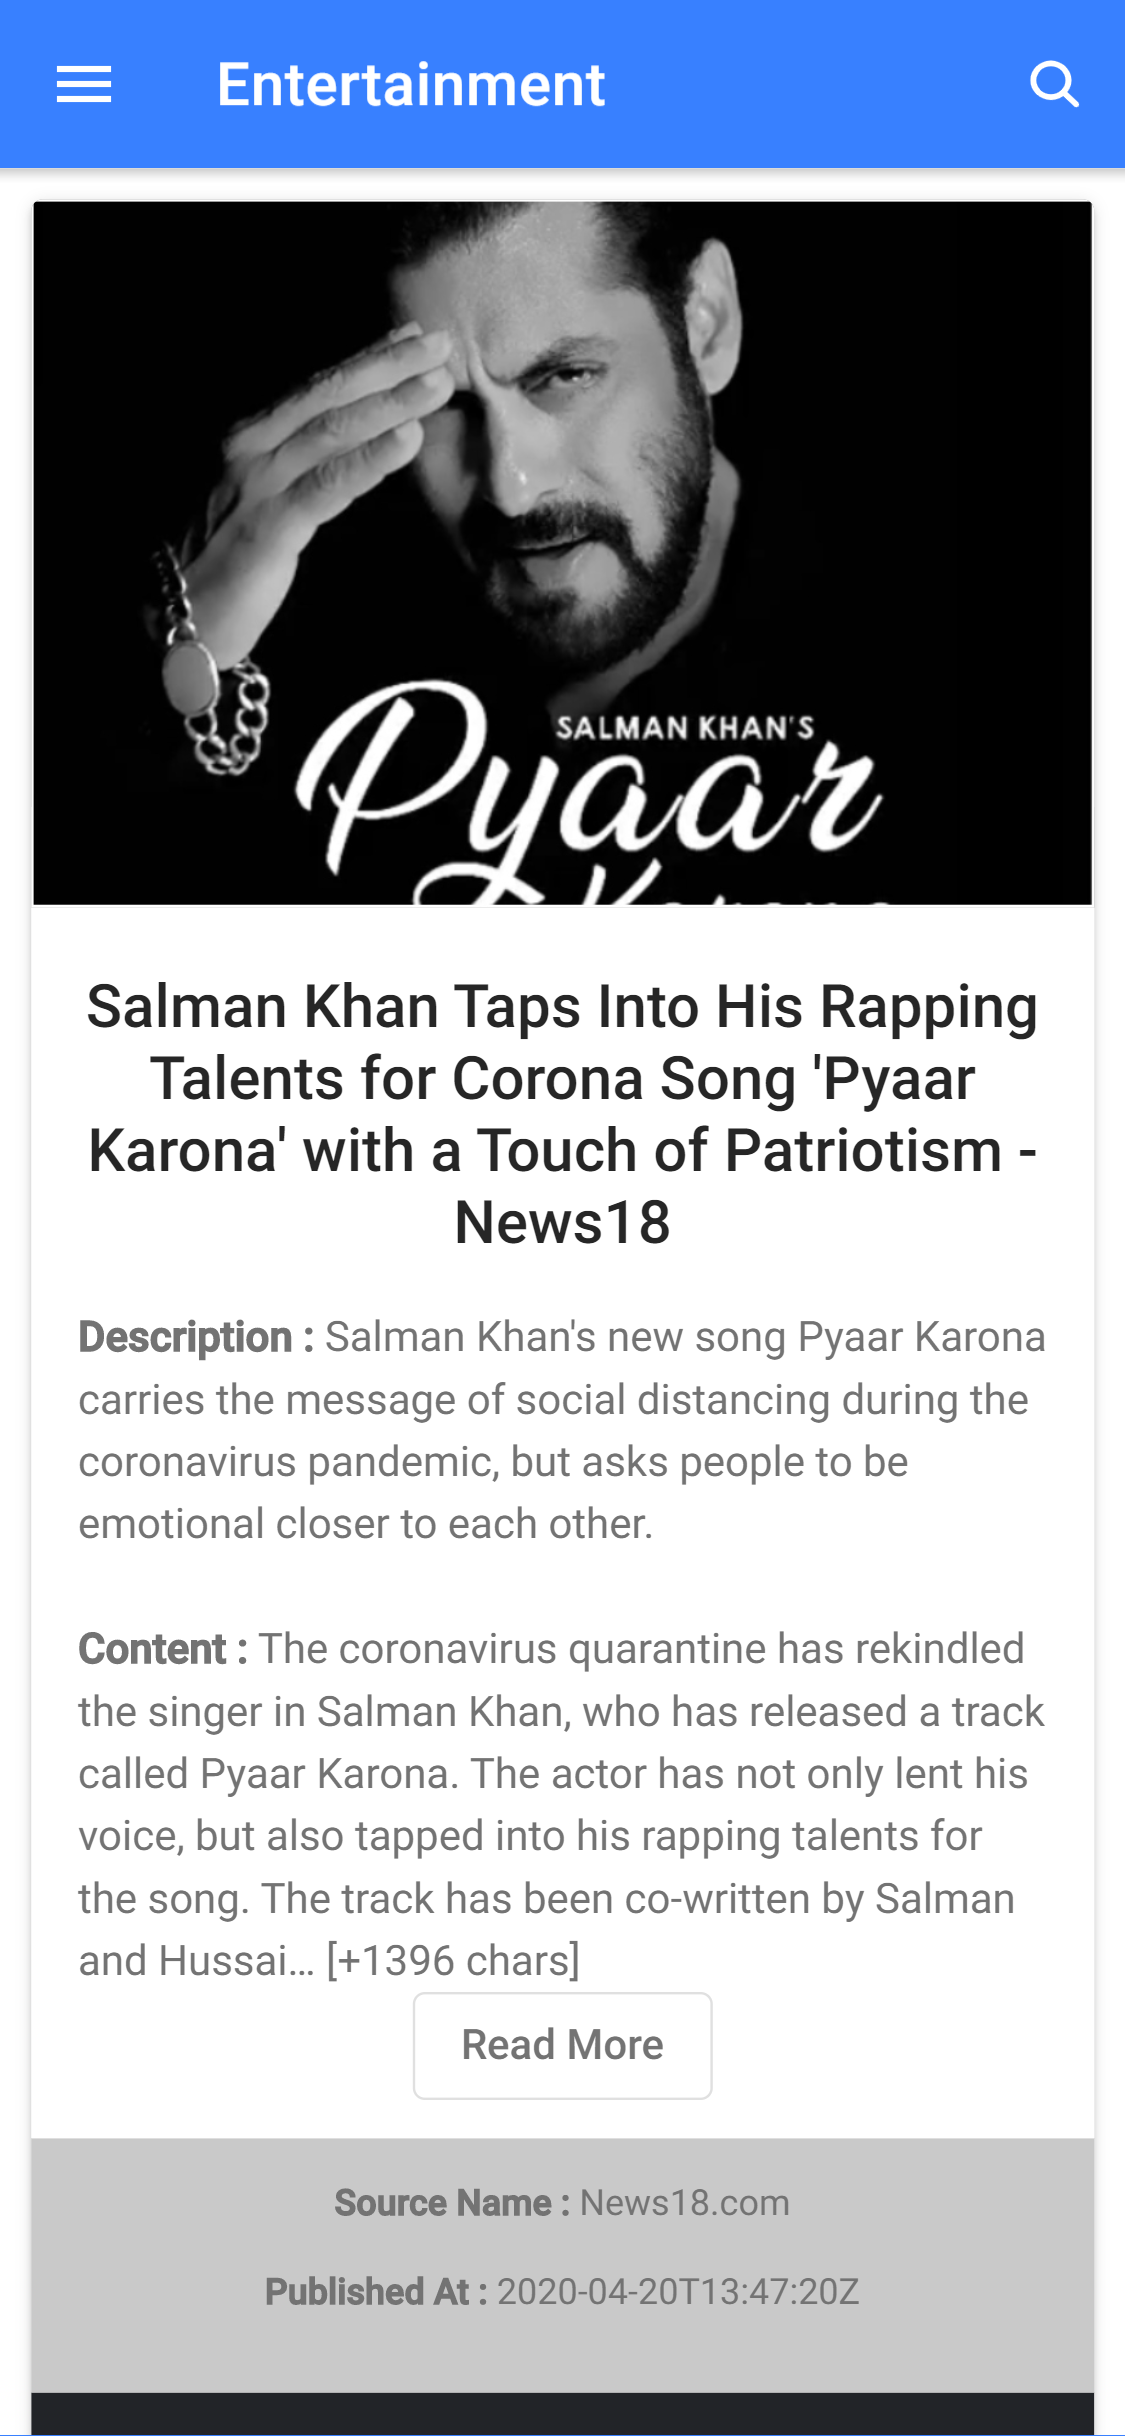 Entertainment
SALMAN KHAN'S
Pyaar
Karona
Salman Khan Taps Into His Rapping
Talents for Corona Song 'Pyaar
Karona' with a Touch of Patriotism -
News18
Description : Salman Khan's new song Pyaar Karona
carries the message of social distancing during the
coronavirus pandemic, but asks people to be
emotional closer to each other.
Content : The coronavirus quarantine has rekindled
the singer in Salman Khan, who has released a track
called Pyaar Karona. The actor has not only lent his
voice, but also tapped into his rapping talents for
the song. The track has been co-written by Salman
and Hussai... [+1396 chars]
Read More
Source Name : News18.com
Published At : 2020-04-20T13:47:20Z